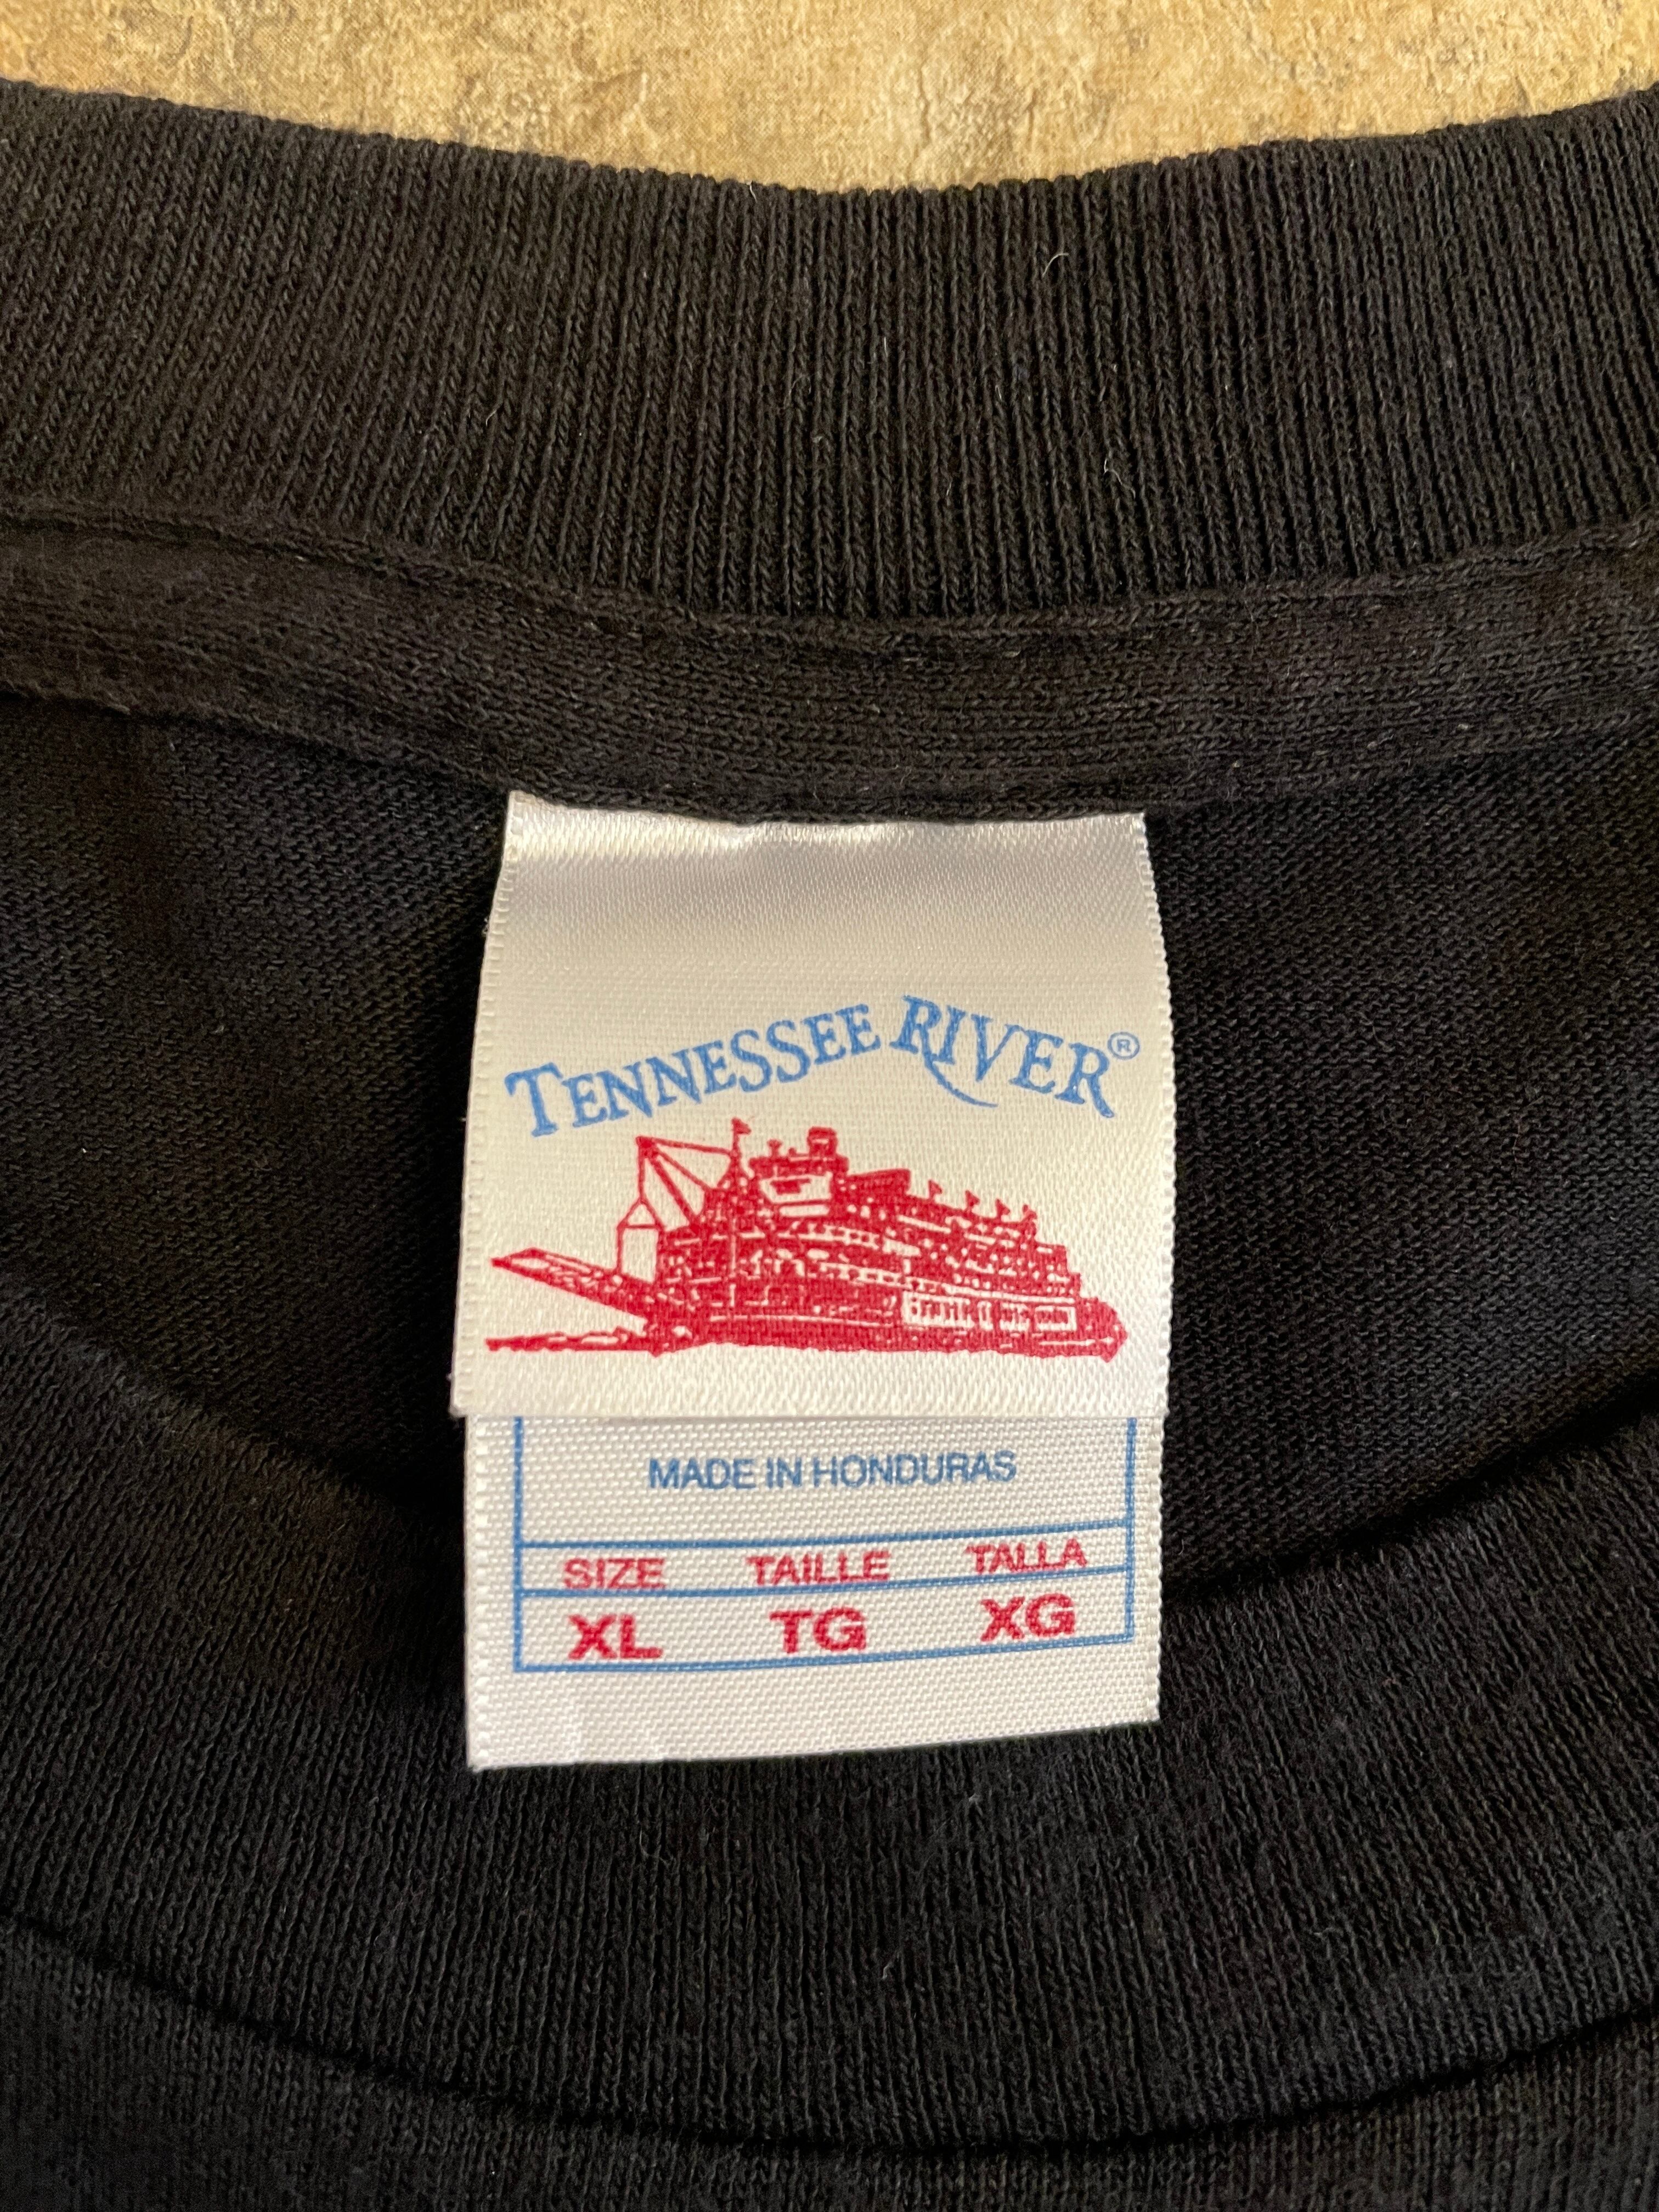 TENNESSEE RIVER®
MADE IN HONDURAS
SIZE TAILLE TALLA
XL TG XG